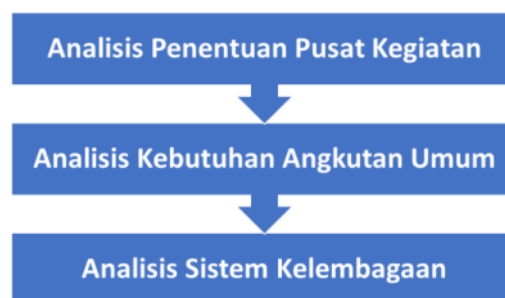 Analisis Penentuan Pusat Kegiatan
Analisis Kebutuhan Angkutan Umum
Analisis Sistem Kelembagaan